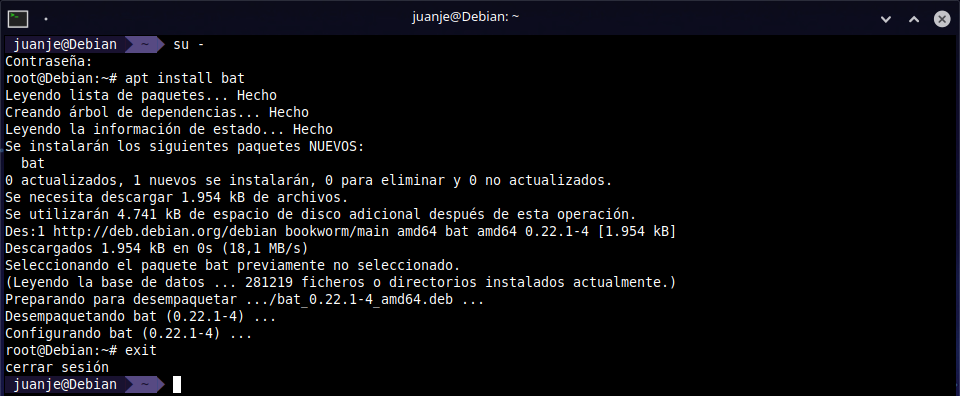 juanje@Debian: ~
juanje@Debian ~ su -
Contraseña:
root@Debian:~# apt install bat
Leyendo lista de paquetes... Hecho
Creando árbol de dependencias... Hecho
Leyendo la información de estado... Hecho
Se instalarán los siguientes paquetes NUEVOS:
  bat
0 actualizados, 1 nuevos se instalarán, 0 para eliminar y 0 no actualizados.
Se necesita descargar 1.954 kB de archivos.
Se utilizarán 4.741 kB de espacio de disco adicional después de esta operación.
Des:1 http://deb.debian.org/debian bookworm/main amd64 bat amd64 0.22.1-4 [1.954 kB]
Descargados 1.954 kB en 0s (18,1 MB/s)
Seleccionando el paquete bat previamente no seleccionado.
(Leyendo la base de datos ... 281219 ficheros o directorios instalados actualmente.)
Preparando para desempaquetar .../bat_0.22.1-4_amd64.deb ...
Desempaquetando bat (0.22.1-4) ...
Configurando bat (0.22.1-4) ...
root@Debian:~# exit
cerrar sesión
juanje@Debian ~